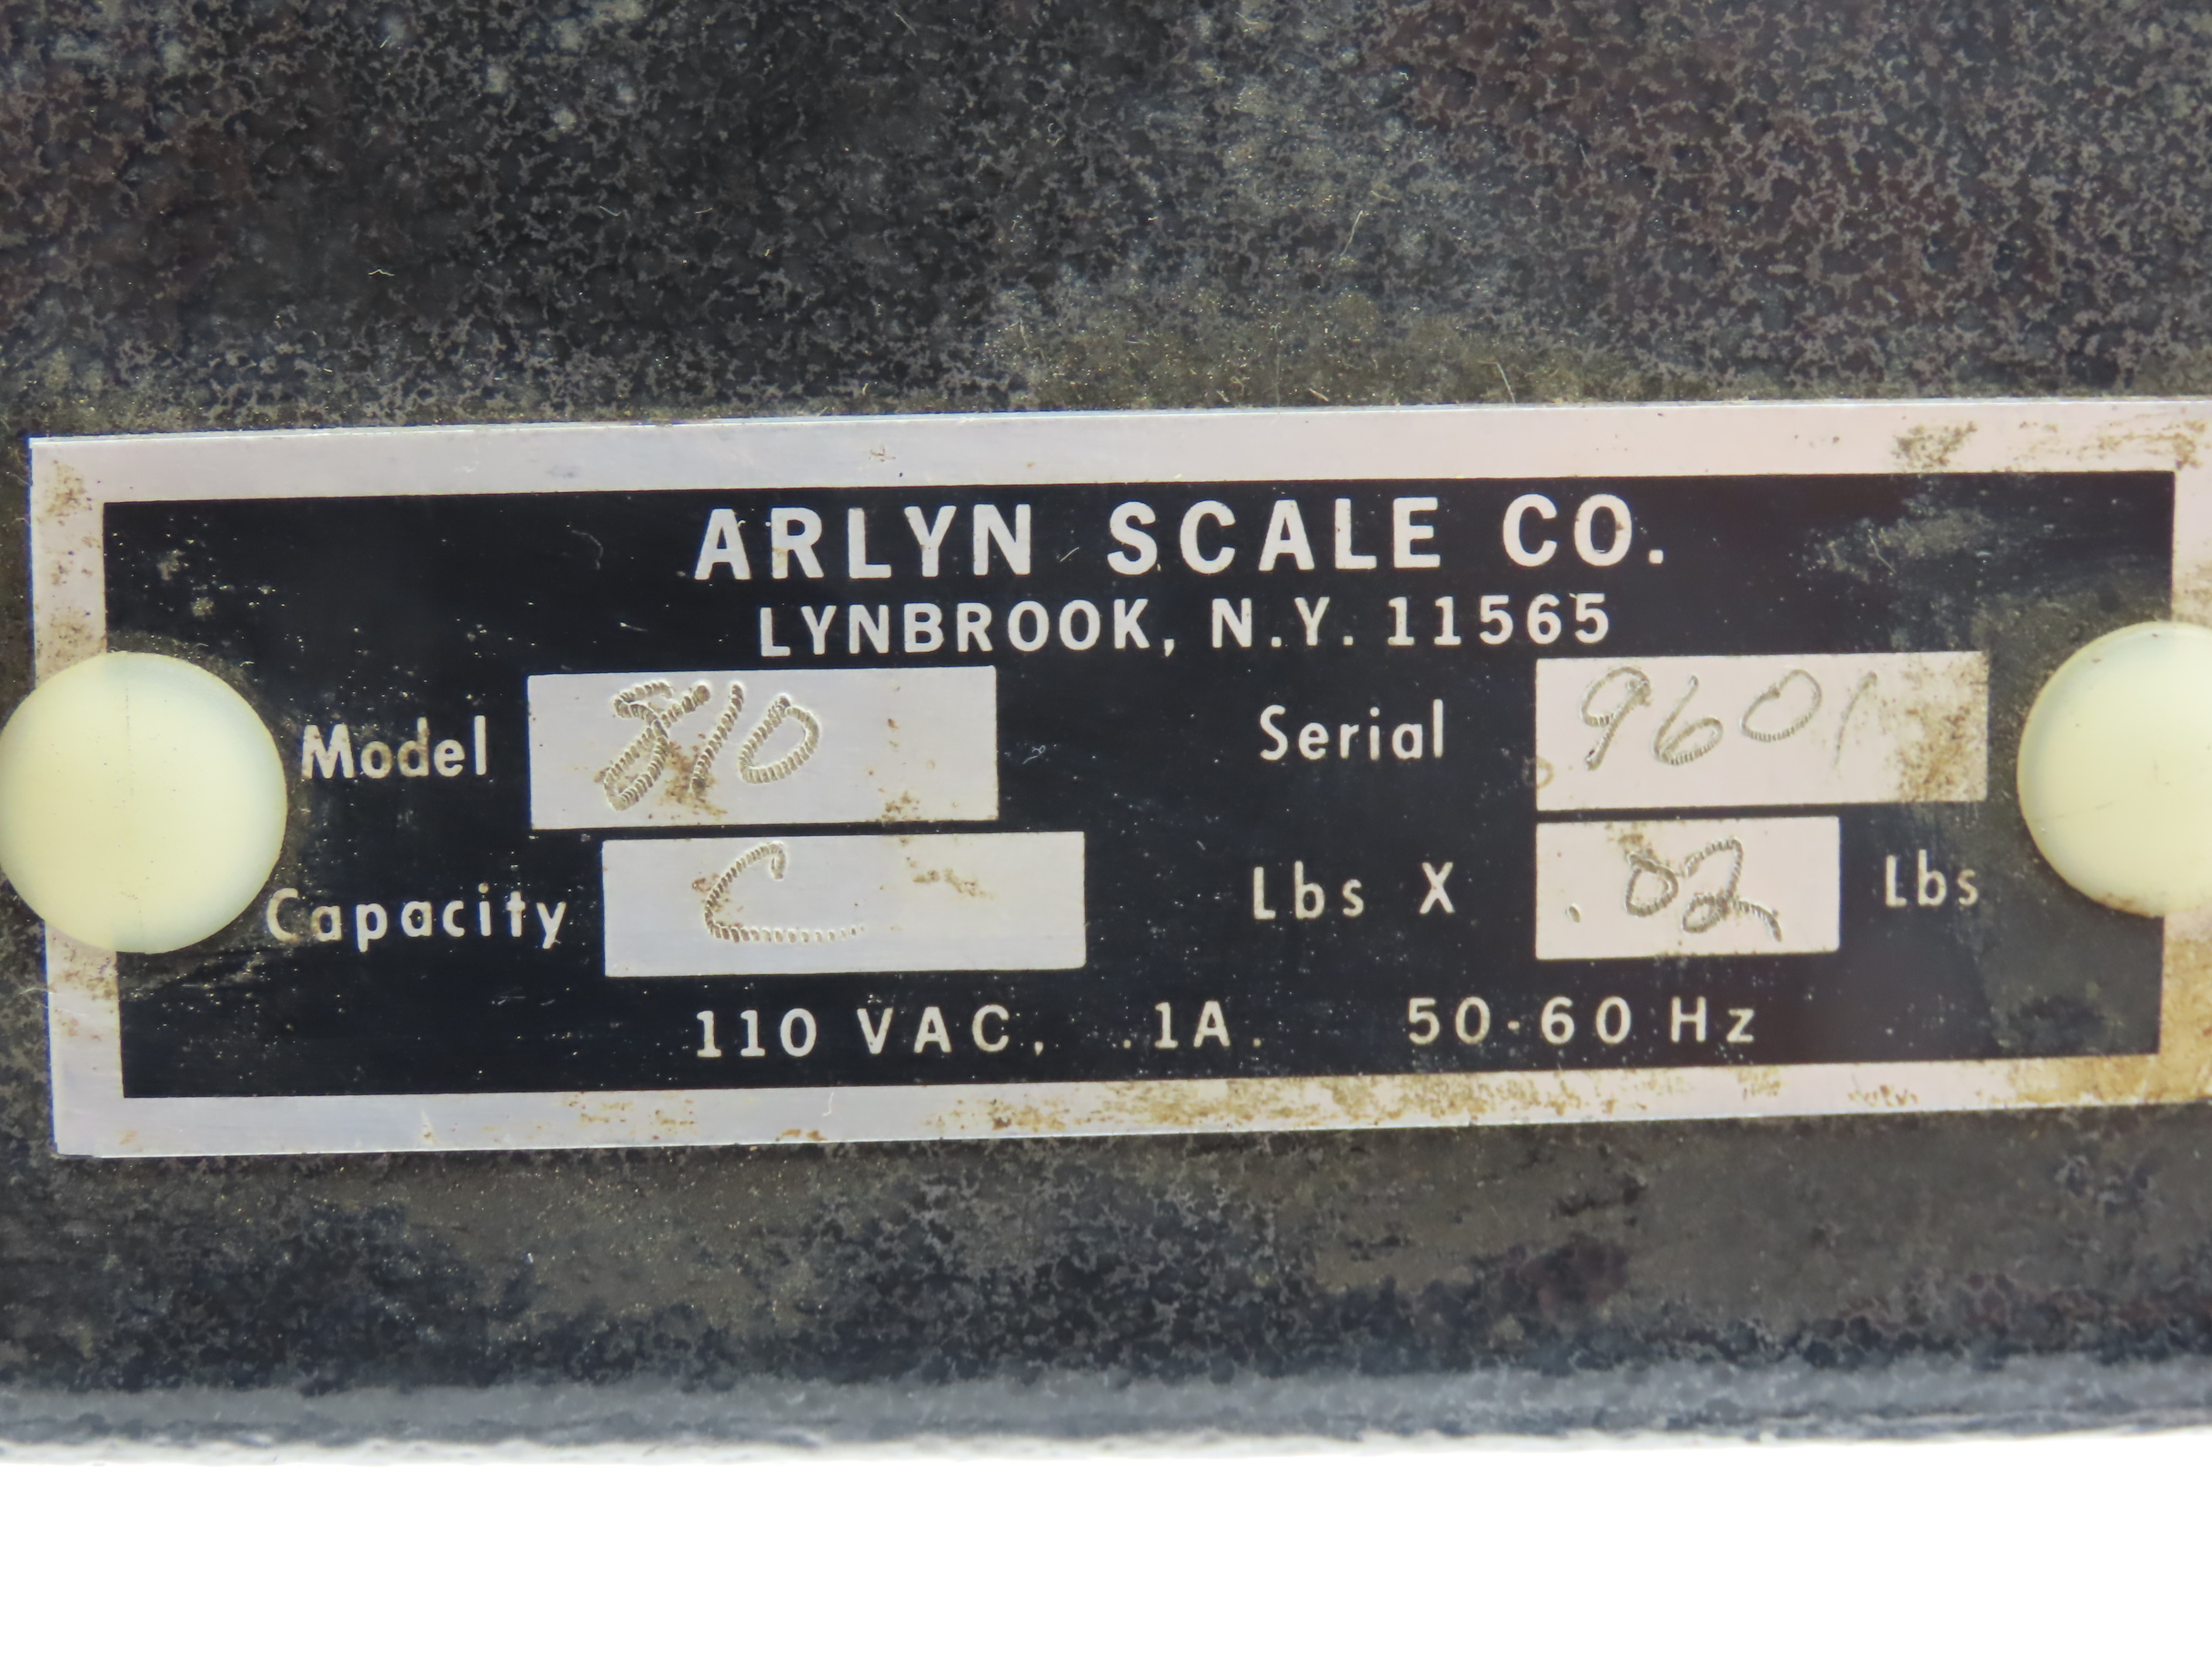 ARLYN SCALE CO.
LYNBROOK, N.Y. 11565
Model 810 Serial 9601
Capacity C Lbs X .02 Lbs
110 VAC, .1A. 50-60 Hz